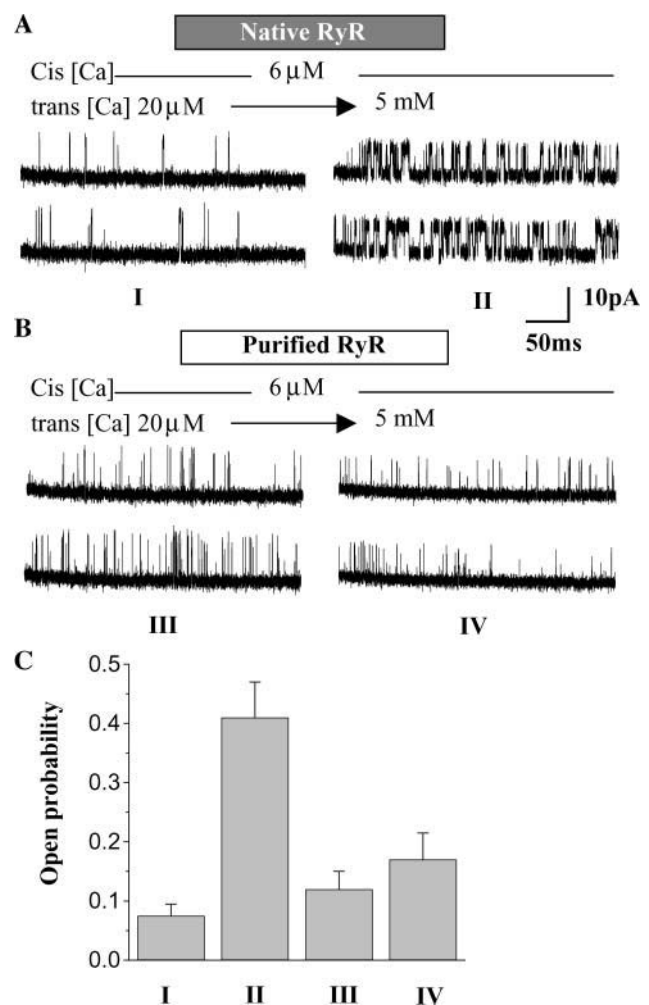 A
Native RyR
Cis [Ca] 6 μM
trans [Ca] 20 μM 5 mM
I II
10pA
50ms
B
Purified RyR
Cis [Ca] 6 μM
trans [Ca] 20 μM 5 mM
III IV
C
Open probability
0.5
0.4
0.3
0.2
0.1
0.0
I II III IV